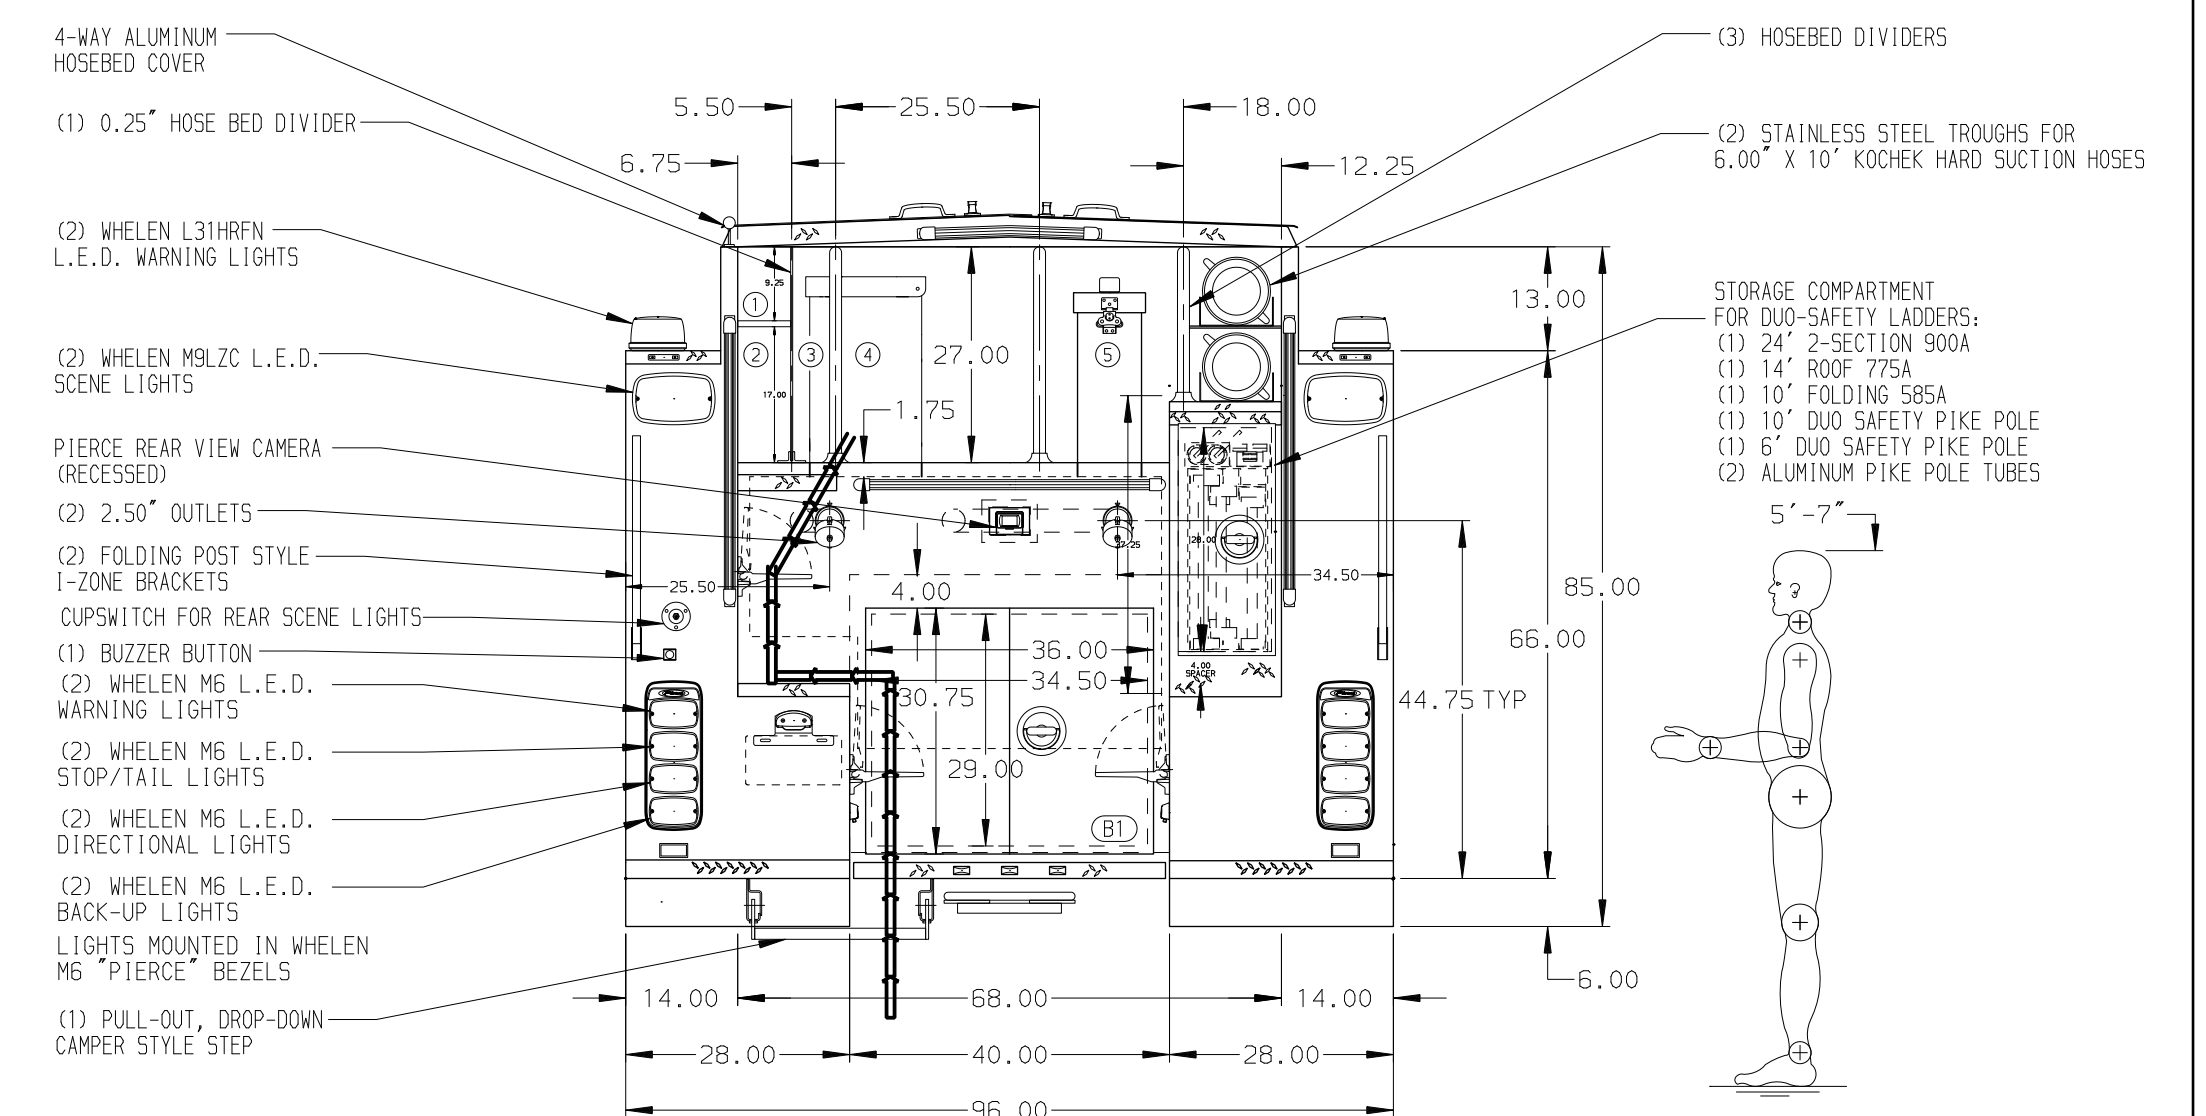 4-WAY ALUMINUM
HOSEBED COVER
(1) 0.25" HOSE BED DIVIDER
(2) WHELEN L31HRFN
L.E.D. WARNING LIGHTS
(2) WHELEN M9LZC L.E.D.
SCENE LIGHTS
PIERCE REAR VIEW CAMERA
(RECESSED)
(2) 2.50" OUTLETS
(2) FOLDING POST STYLE
I-ZONE BRACKETS
CUPSWITCH FOR REAR SCENE LIGHTS
(1) BUZZER BUTTON
(2) WHELEN M6 L.E.D.
WARNING LIGHTS
(2) WHELEN M6 L.E.D.
STOP/TAIL LIGHTS
(2) WHELEN M6 L.E.D.
DIRECTIONAL LIGHTS
(2) WHELEN M6 L.E.D.
BACK-UP LIGHTS
LIGHTS MOUNTED IN WHELEN
M6 "PIERCE" BEZELS
(1) PULL-OUT, DROP-DOWN
CAMPER STYLE STEP
5.50
25.50
18.00
6.75
12.25
9.25
1
2
3
4
5
27.00
17.00
1.75
13.00
28.00
27.25
25.50
34.50
4.00
85.00
66.00
36.00
4.00
SPACER
34.50
30.75
44.75 TYP
29.00
B1
6.00
14.00
68.00
14.00
28.00
40.00
28.00
96.00
(3) HOSEBED DIVIDERS
(2) STAINLESS STEEL TROUGHS FOR
6.00" X 10' KOCHEK HARD SUCTION HOSES
STORAGE COMPARTMENT
FOR DUO-SAFETY LADDERS:
(1) 24' 2-SECTION 900A
(1) 14' ROOF 775A
(1) 10' FOLDING 585A
(1) 10' DUO SAFETY PIKE POLE
(1) 6' DUO SAFETY PIKE POLE
(2) ALUMINUM PIKE POLE TUBES
5'-7"